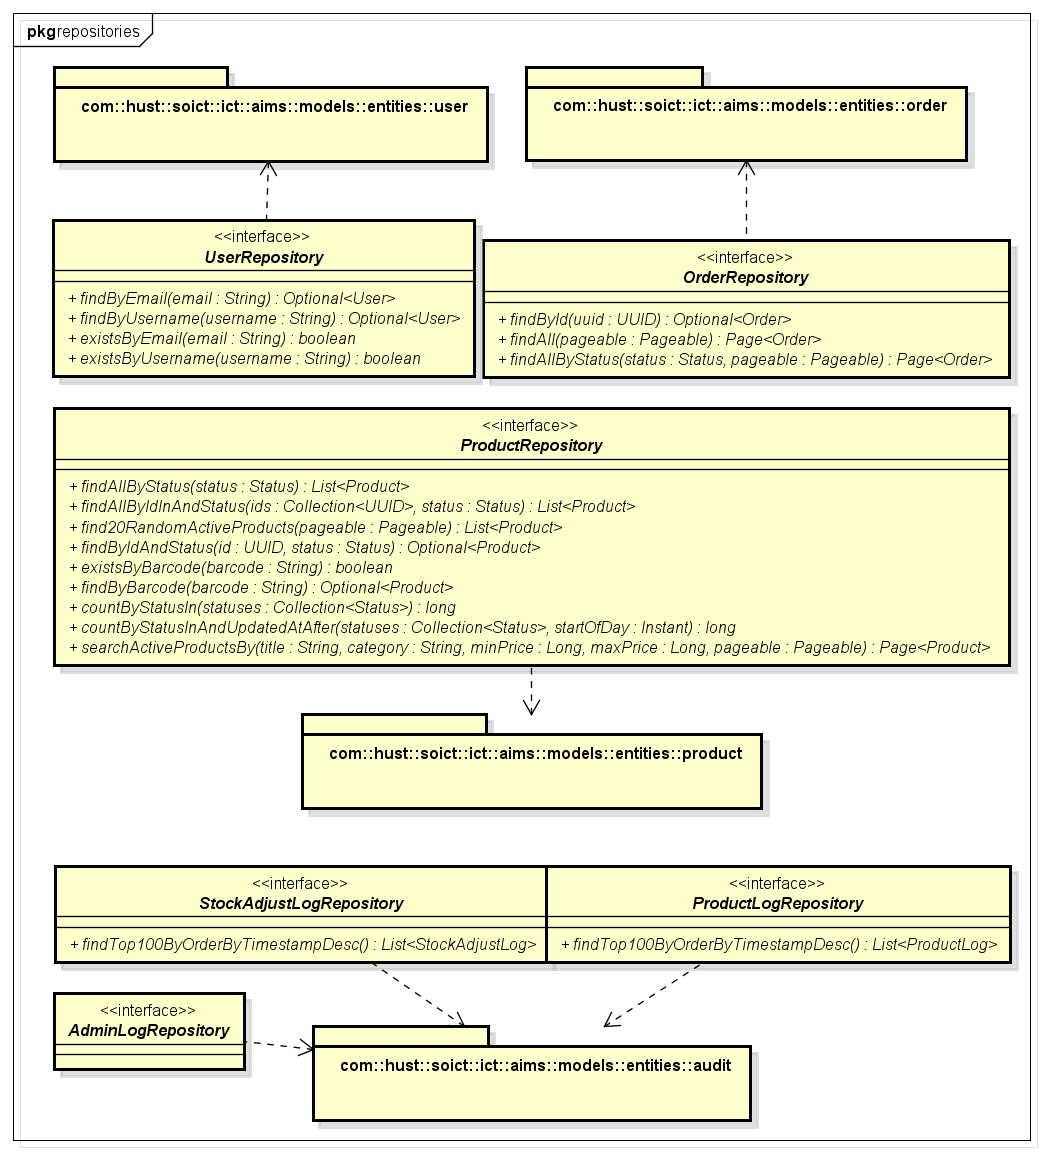 pkg repositories
com::hust::soict::ict::aims::models::entities::user
com::hust::soict::ict::aims::models::entities::order
<<interface>>
UserRepository
+ findByEmail(email : String) : Optional<User>
+ findByUsername(username : String) : Optional<User>
+ existsByEmail(email : String) : boolean
+ existsByUsername(username : String) : boolean
<<interface>>
OrderRepository
+ findById(uuid : UUID) : Optional<Order>
+ findAll(pageable : Pageable) : Page<Order>
+ findAllByStatus(status : Status, pageable : Pageable) : Page<Order>
<<interface>>
ProductRepository
+ findAllByStatus(status : Status) : List<Product>
+ findAllByIdInAndStatus(ids : Collection<UUID>, status : Status) : List<Product>
+ find20RandomActiveProducts(pageable : Pageable) : List<Product>
+ findByIdAndStatus(id : UUID, status : Status) : Optional<Product>
+ existsByBarcode(barcode : String) : boolean
+ findByBarcode(barcode : String) : Optional<Product>
+ countByStatusIn(statuses : Collection<Status>) : long
+ countByStatusInAndUpdatedAtAfter(statuses : Collection<Status>, startOfDay : Instant) : long
+ searchActiveProductsBy(title : String, category : String, minPrice : Long, maxPrice : Long, pageable : Pageable) : Page<Product>
com::hust::soict::ict::aims::models::entities::product
<<interface>>
StockAdjustLogRepository
+ findTop100ByOrderByTimestampDesc() : List<StockAdjustLog>
<<interface>>
ProductLogRepository
+ findTop100ByOrderByTimestampDesc() : List<ProductLog>
<<interface>>
AdminLogRepository
com::hust::soict::ict::aims::models::entities::audit